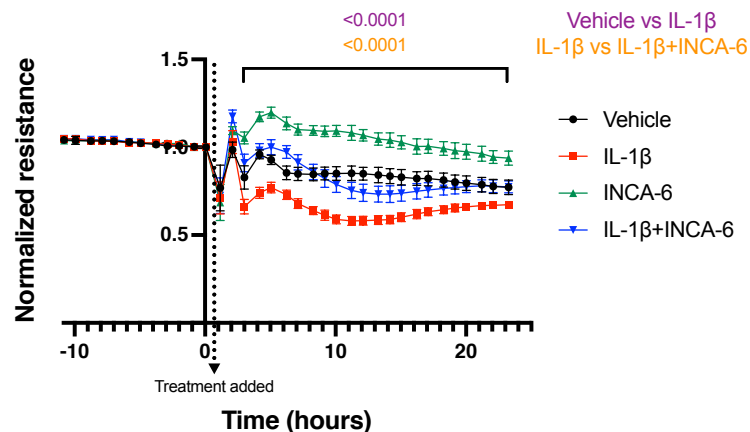 <0.0001 Vehicle vs IL-1β
<0.0001 IL-1β vs IL-1β+INCA-6
Normalized resistance
1.5
1.0
0.5
-10 0 10 20
Treatment added
Time (hours)
Vehicle
IL-1β
INCA-6
IL-1β+INCA-6